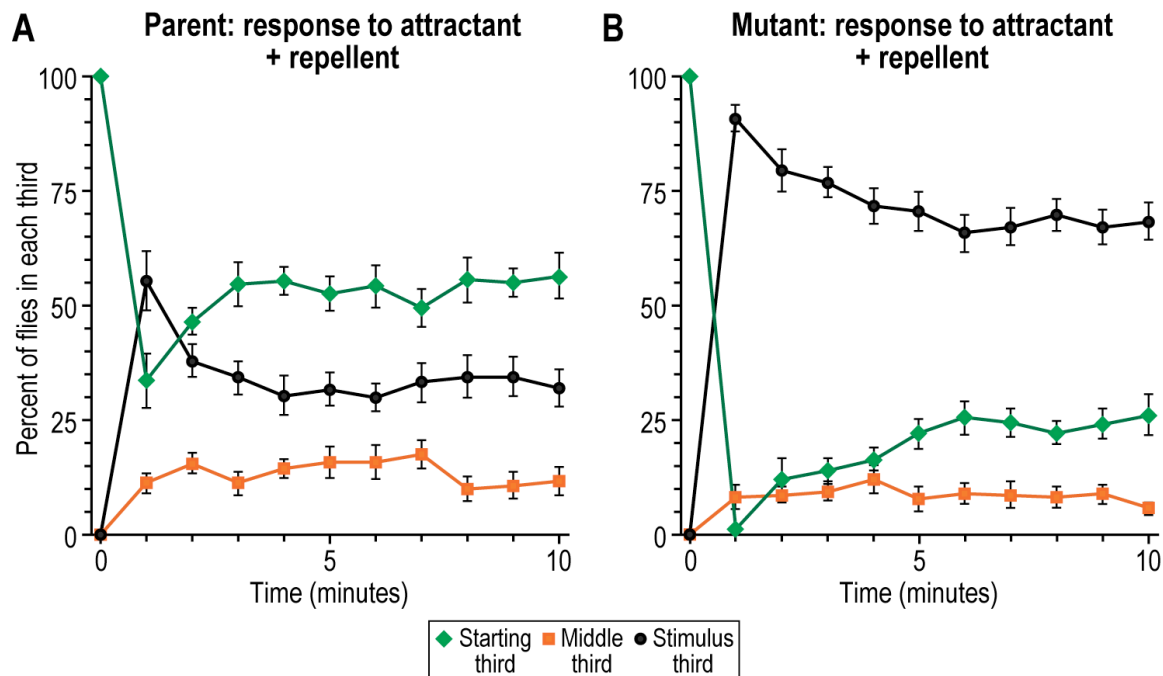 A
Parent: response to attractant
+ repellent
100
75
50
25
0
Percent of flies in each third
0
5
10
Time (minutes)
B
Mutant: response to attractant
+ repellent
100
75
50
25
0
0
5
10
Time (minutes)
Starting
third
Middle
third
Stimulus
third